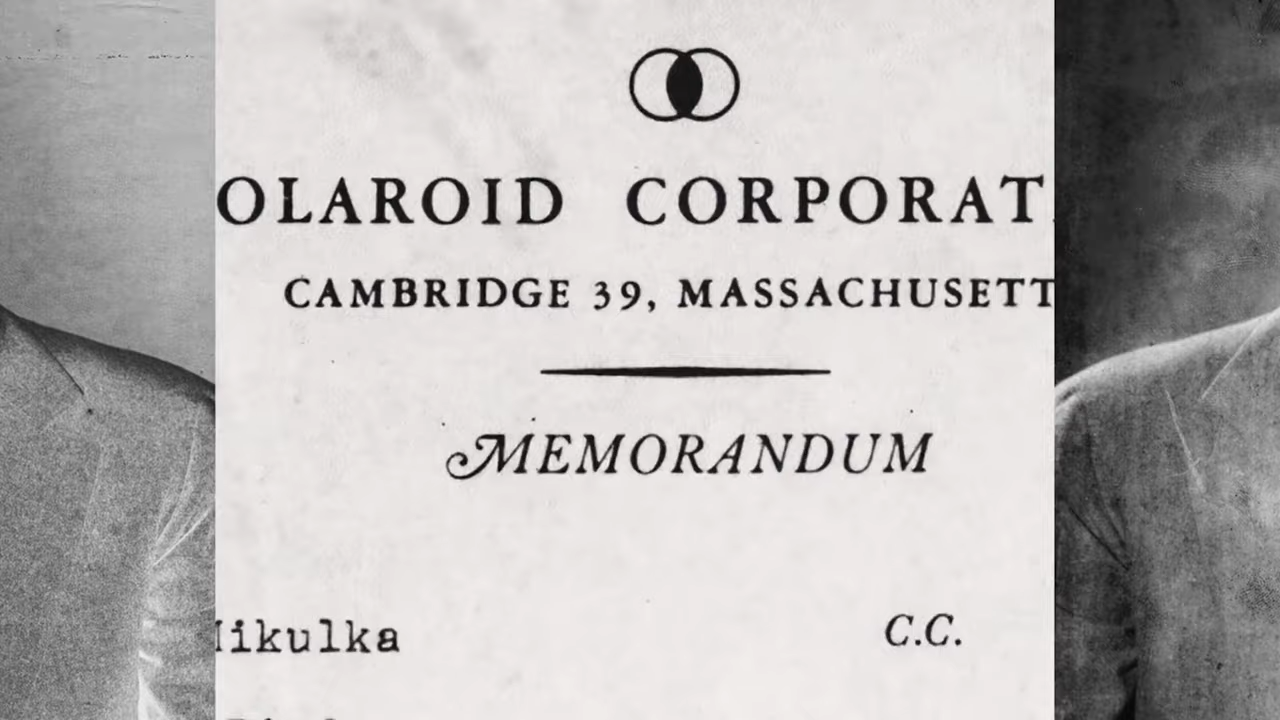 OLAROID CORPORAT
CAMBRIDGE 39, MASSACHUSETT
MEMORANDUM
ikulka C.C.